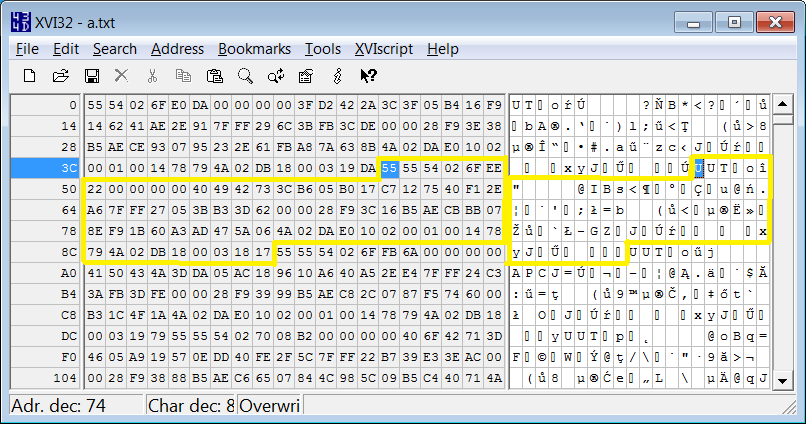 XVI32 - a.txt
File Edit Search Address Bookmarks Tools XVIscript Help
0 55 54 02 6F E0 DA 00 00 00 00 3F D2 42 2A 3C 3F 05 B4 16 F9 U T o ŕ Ú ? Ň B * < ? ´ ů
14 14 62 41 AE 2E 91 7F FF 29 6C 3B FB 3C DE 00 00 28 F9 3E 38 b A ® . ‘ ˙ ) l ; ű < Ţ ( ů > 8
28 B5 AE CE 93 07 95 23 2E 61 FB A8 7A 63 8B 4A 02 DA E0 10 02 µ ® Î “ • # . a ű ¨ z c ‹ J Ú ŕ
3C 00 01 00 14 78 79 4A 02 DB 18 00 03 19 DA 55 55 54 02 6F EE x y J Ű Ú U U T o î
50 22 00 00 00 00 40 49 42 73 3C B6 05 B0 17 C7 12 75 40 F1 2E " @ I B s < ¶ ° Ç u @ ń .
64 A6 7F FF 27 05 3B B3 3D 62 00 00 28 F9 3C 16 B5 AE CB BB 07 ¦ ˙ ' ; ł = b ( ů < µ ® Ë »
78 8E F9 1B 60 A3 AD 47 5A 06 4A 02 DA E0 10 02 00 01 00 14 78 Ž ů ` Ł - G Z J Ú ŕ x
8C 79 4A 02 DB 18 00 03 18 17 55 55 54 02 6F FB 6A 00 00 00 00 y J Ű U U T o ű j
A0 41 50 43 4A 3D DA 05 AC 18 96 10 A6 40 A5 2E E4 7F FF 24 C3 A P C J = Ú ¬ – ¦ @ Ą . ä ˙ $ Ă
B4 3A FB 3D FE 00 00 28 F9 39 99 B5 AE C8 2C 07 87 F5 74 60 00 : ű = ţ ( ů 9 ™ µ ® Č , ‡ ő t `
C8 B3 1C 4F 1A 4A 02 DA E0 10 02 00 01 00 14 78 79 4A 02 DB 18 ł O J Ú ŕ x y J Ű
DC 00 03 19 79 55 55 54 02 70 08 B2 00 00 00 00 40 6F 42 71 3D y U U T p ˛ @ o B q =
F0 46 05 A9 19 57 0E DD 40 FE 2F 5C 7F FF 22 B7 39 E3 3E AC 00 F © W Ý @ ţ / \ ˙ " · 9 ă > ¬
104 00 28 F9 38 88 B5 AE C6 65 07 84 4C 98 5C 09 B5 C4 40 71 4A ( ů 8 µ ® Ć e „ L \ µ Ä @ q J
Adr. dec: 74 Char dec: 8 Overwri